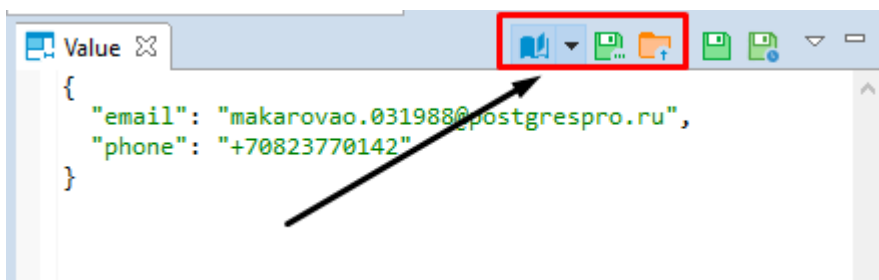 Value
{
"email": "makarovao.031988@postgrespro.ru",
"phone": "+70823770142"
}